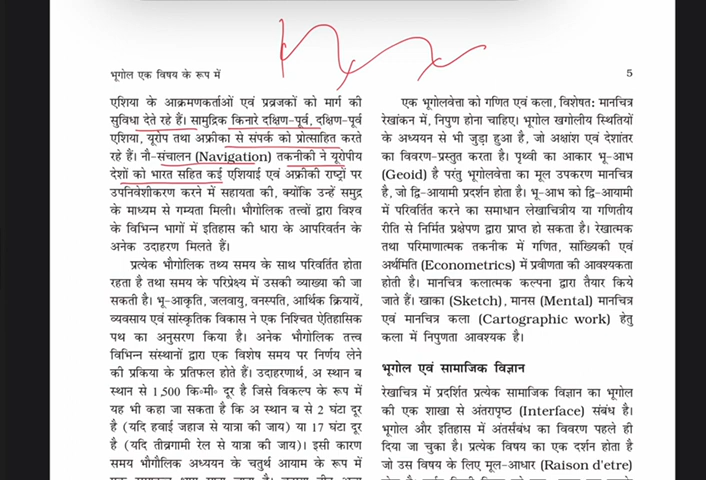 भूगोल एक विषय के रूप में
5
एशिया के आक्रमणकर्ताओं एवं प्रव्रजकों को मार्ग की
सुविधा देते रहे हैं। सामुद्रिक किनारे दक्षिण-पूर्व, दक्षिण-पूर्व
एशिया, यूरोप तथा अफ्रीका से संपर्क को प्रोत्साहित करते
रहे हैं। नौ-संचालन (Navigation) तकनीकी ने यूरोपीय
देशों को भारत सहित कई एशियाई एवं अफ्रीकी राष्ट्रों पर
उपनिवेशीकरण करने में सहायता की, क्योंकि उन्हें समुद्र
के माध्यम से गम्यता मिली। भौगोलिक तत्त्वों द्वारा विश्व
के विभिन्न भागों में इतिहास की धारा के आपरिवर्तन के
अनेक उदाहरण मिलते हैं।
प्रत्येक भौगोलिक तथ्य समय के साथ परिवर्तित होता
रहता है तथा समय के परिप्रेक्ष्य में उसकी व्याख्या की जा
सकती है। भू-आकृति, जलवायु, वनस्पति, आर्थिक क्रियायें,
व्यवसाय एवं सांस्कृतिक विकास ने एक निश्चित ऐतिहासिक
पथ का अनुसरण किया है। अनेक भौगोलिक तत्त्व
विभिन्न संस्थानों द्वारा एक विशेष समय पर निर्णय लेने
की प्रक्रिया के प्रतिफल होते हैं। उदाहरणार्थ, अ स्थान ब
स्थान से 1,500 कि॰मी॰ दूर है जिसे विकल्प के रूप में
यह भी कहा जा सकता है कि अ स्थान ब से 2 घंटा दूर
है (यदि हवाई जहाज से यात्रा की जाय) या 17 घंटा दूर
है (यदि तीव्रगामी रेल से यात्रा की जाय)। इसी कारण
समय भौगौलिक अध्ययन के चतुर्थ आयाम के रूप में
एक भूगोलवेत्ता को गणित एवं कला, विशेषत: मानचित्र
रेखांकन में, निपुण होना चाहिए। भूगोल खगोलीय स्थितियों
के अध्ययन से भी जुड़ा हुआ है, जो अक्षांश एवं देशांतर
का विवरण-प्रस्तुत करता है। पृथ्वी का आकार भू-आभ
(Geoid) है परंतु भूगोलवेत्ता का मूल उपकरण मानचित्र
है, जो द्वि-आयामी प्रदर्शन होता है। भू-आभ को द्वि-आयामी
में परिवर्तित करने का समाधान लेखाचित्रीय या गणितीय
रीति से निर्मित प्रक्षेपण द्वारा प्राप्त हो सकता है। रेखात्मक
तथा परिमाणात्मक तकनीक में गणित, सांख्यिकी एवं
अर्थमिति (Econometrics) में प्रवीणता की आवश्यकता
होती है। मानचित्र कलात्मक कल्पना द्वारा तैयार किये
जाते हैं। खाका (Sketch), मानस (Mental) मानचित्र
एवं मानचित्र कला (Cartographic work) हेतु
कला में निपुणता आवश्यक है।
भूगोल एवं सामाजिक विज्ञान
रेखाचित्र में प्रदर्शित प्रत्येक सामाजिक विज्ञान का भूगोल
की एक शाखा से अंतरापृष्ठ (Interface) संबंध है।
भूगोल और इतिहास में अंतर्सबंध का विवरण पहले ही
दिया जा चुका है। प्रत्येक विषय का एक दर्शन होता है
जो उस विषय के लिए मूल-आधार (Raison d'etre)